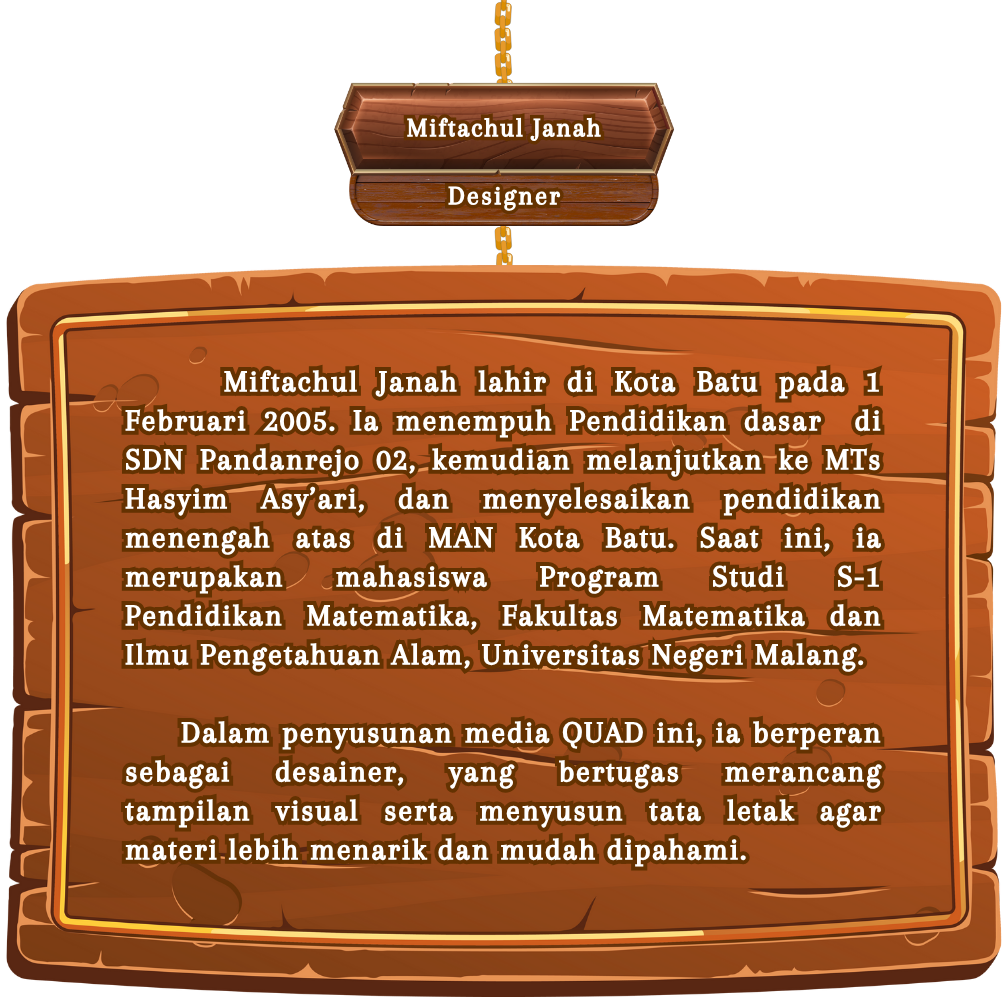 Miftachul Janah
Designer
Miftachul Janah lahir di Kota Batu pada 1
Februari 2005. Ia menempuh Pendidikan dasar di
SDN Pandanrejo 02, kemudian melanjutkan ke MTs
Hasyim Asy’ari, dan menyelesaikan pendidikan
menengah atas di MAN Kota Batu. Saat ini, ia
merupakan mahasiswa Program Studi S-1
Pendidikan Matematika, Fakultas Matematika dan
Ilmu Pengetahuan Alam, Universitas Negeri Malang.
Dalam penyusunan media QUAD ini, ia berperan
sebagai desainer, yang bertugas merancang
tampilan visual serta menyusun tata letak agar
materi lebih menarik dan mudah dipahami.